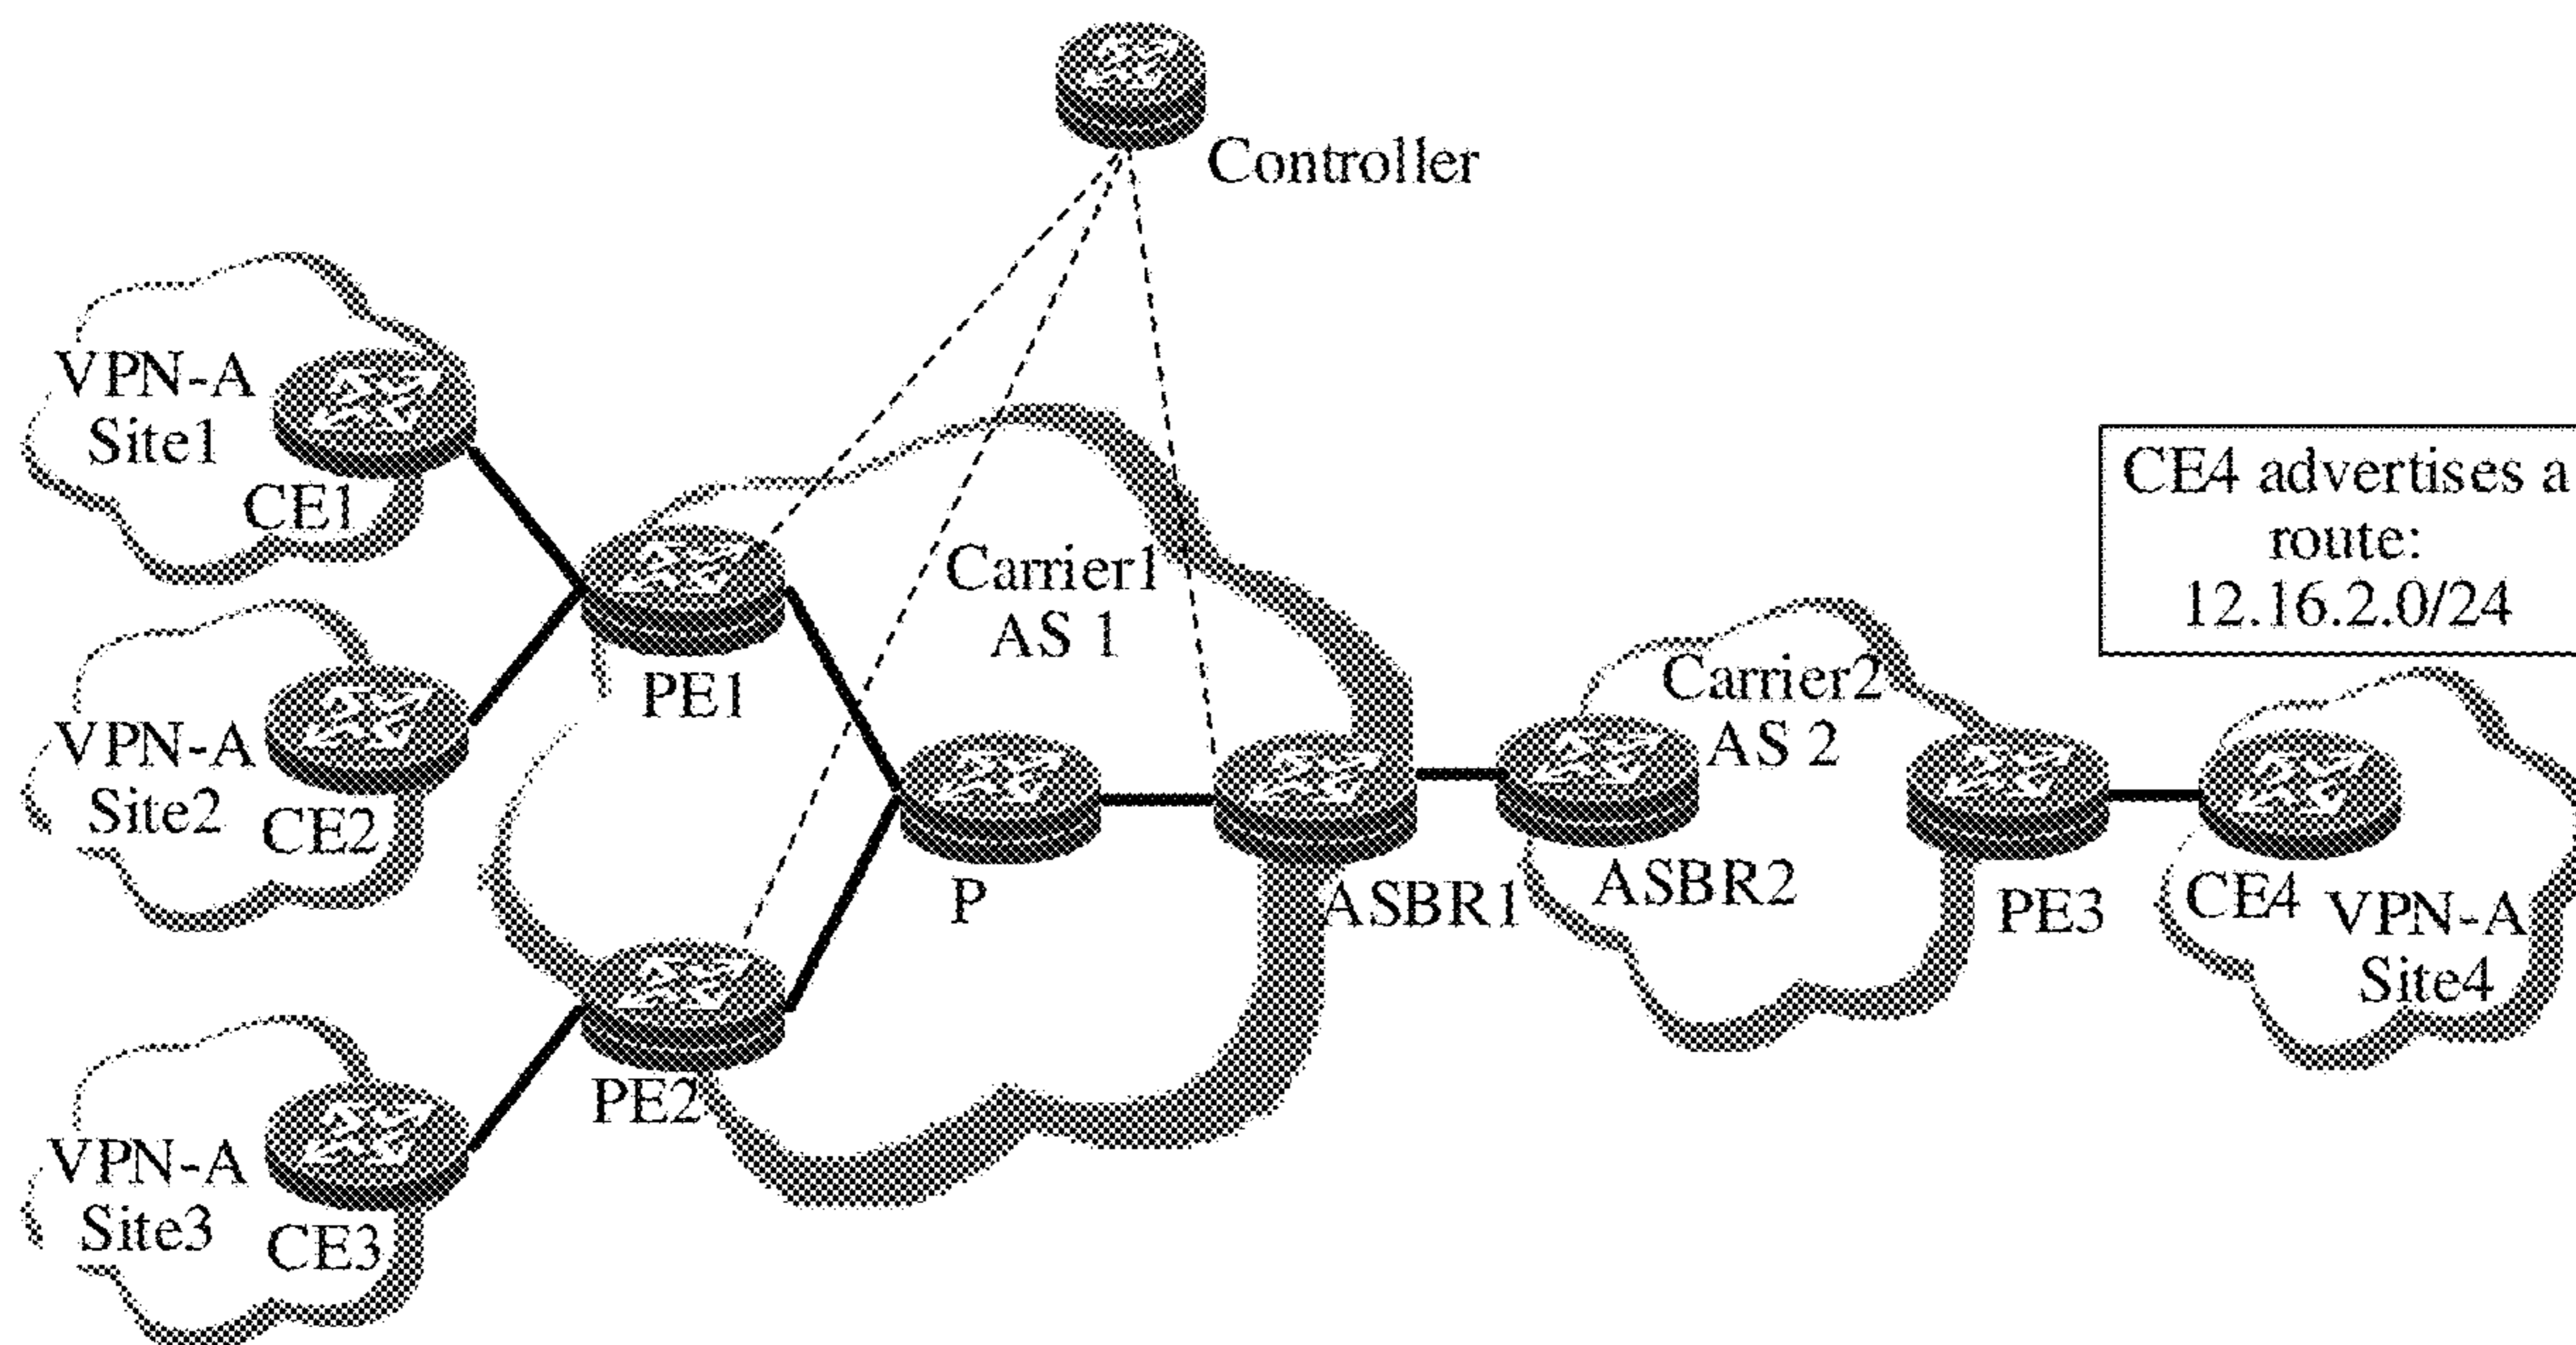 Controller
VPN-A
Site1
CE1
CE4 advertises a
route:
12.16.2.0/24
Carrier1
AS 1
PE1
Carrier2
AS 2
VPN-A
Site2
CE2
P
ASBR1
ASBR2
PE3
CE4
VPN-A
Site4
PE2
VPN-A
Site3
CE3